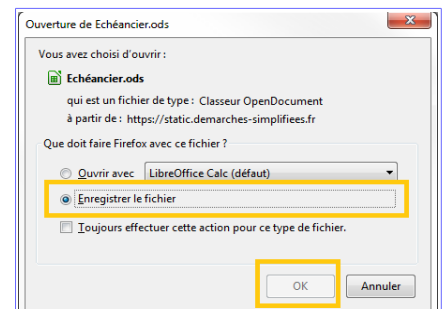 Ouverture de Echéancier.ods
Vous avez choisi d'ouvrir :
Echéancier.ods
qui est un fichier de type : Classeur OpenDocument
à partir de : https://static.demarches-simplifiees.fr
Que doit faire Firefox avec ce fichier ?
Ouvrir avec LibreOffice Calc (défaut)
Enregistrer le fichier
Toujours effectuer cette action pour ce type de fichier.
OK Annuler